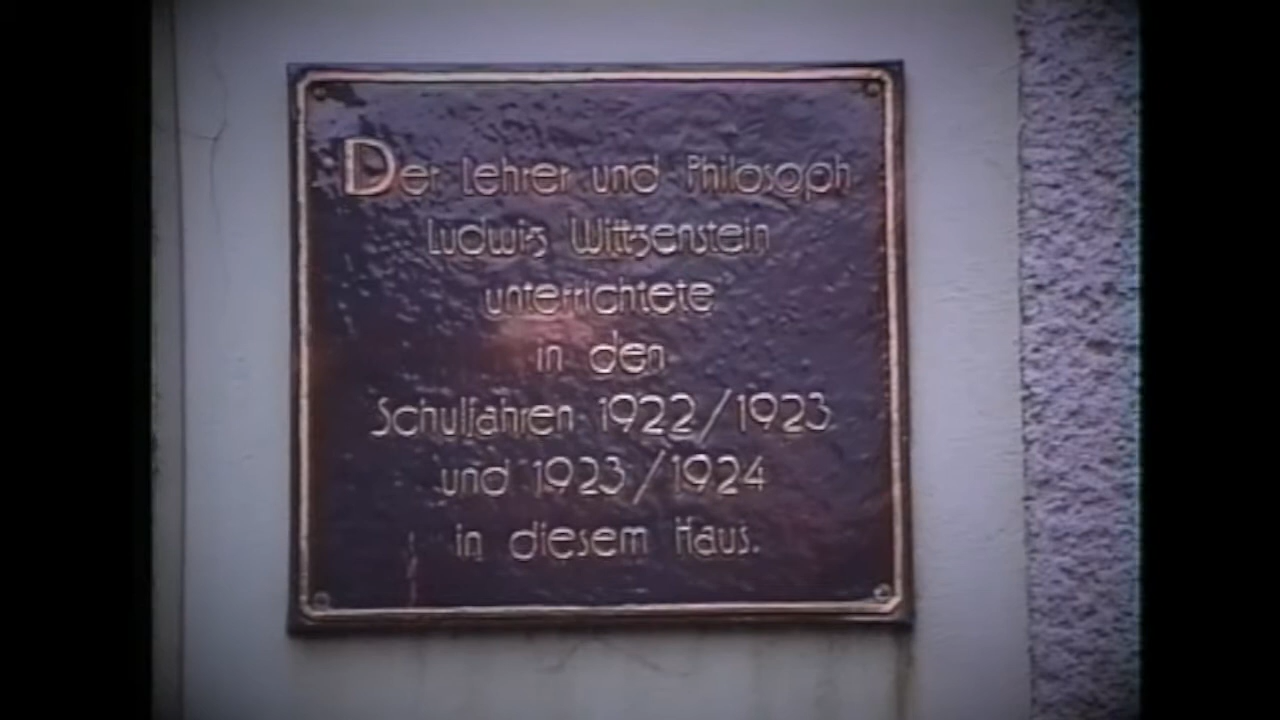 Der Lehrer und Philosoph
Ludwig Wittgenstein
unterrichtete
in den
Schuljahren 1922/1923
und 1923/1924
in diesem Haus.